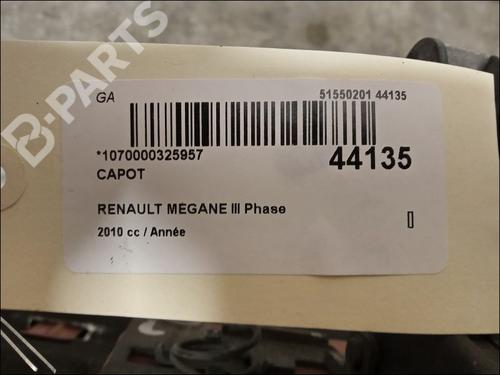 B-PARTS
GA
51550201 44135
*1070000325957
44135
CAPOT
RENAULT MEGANE III Phase
2010 cc / Année